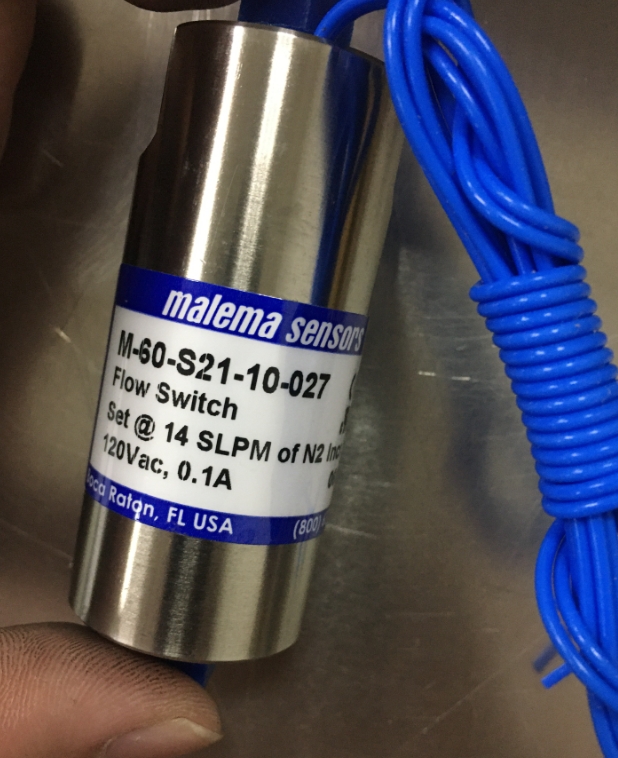 malema sensors
M-60-S21-10-027
Flow Switch
Set @ 14 SLPM of N2
120Vac, 0.1A
Raton, FL USA (800)